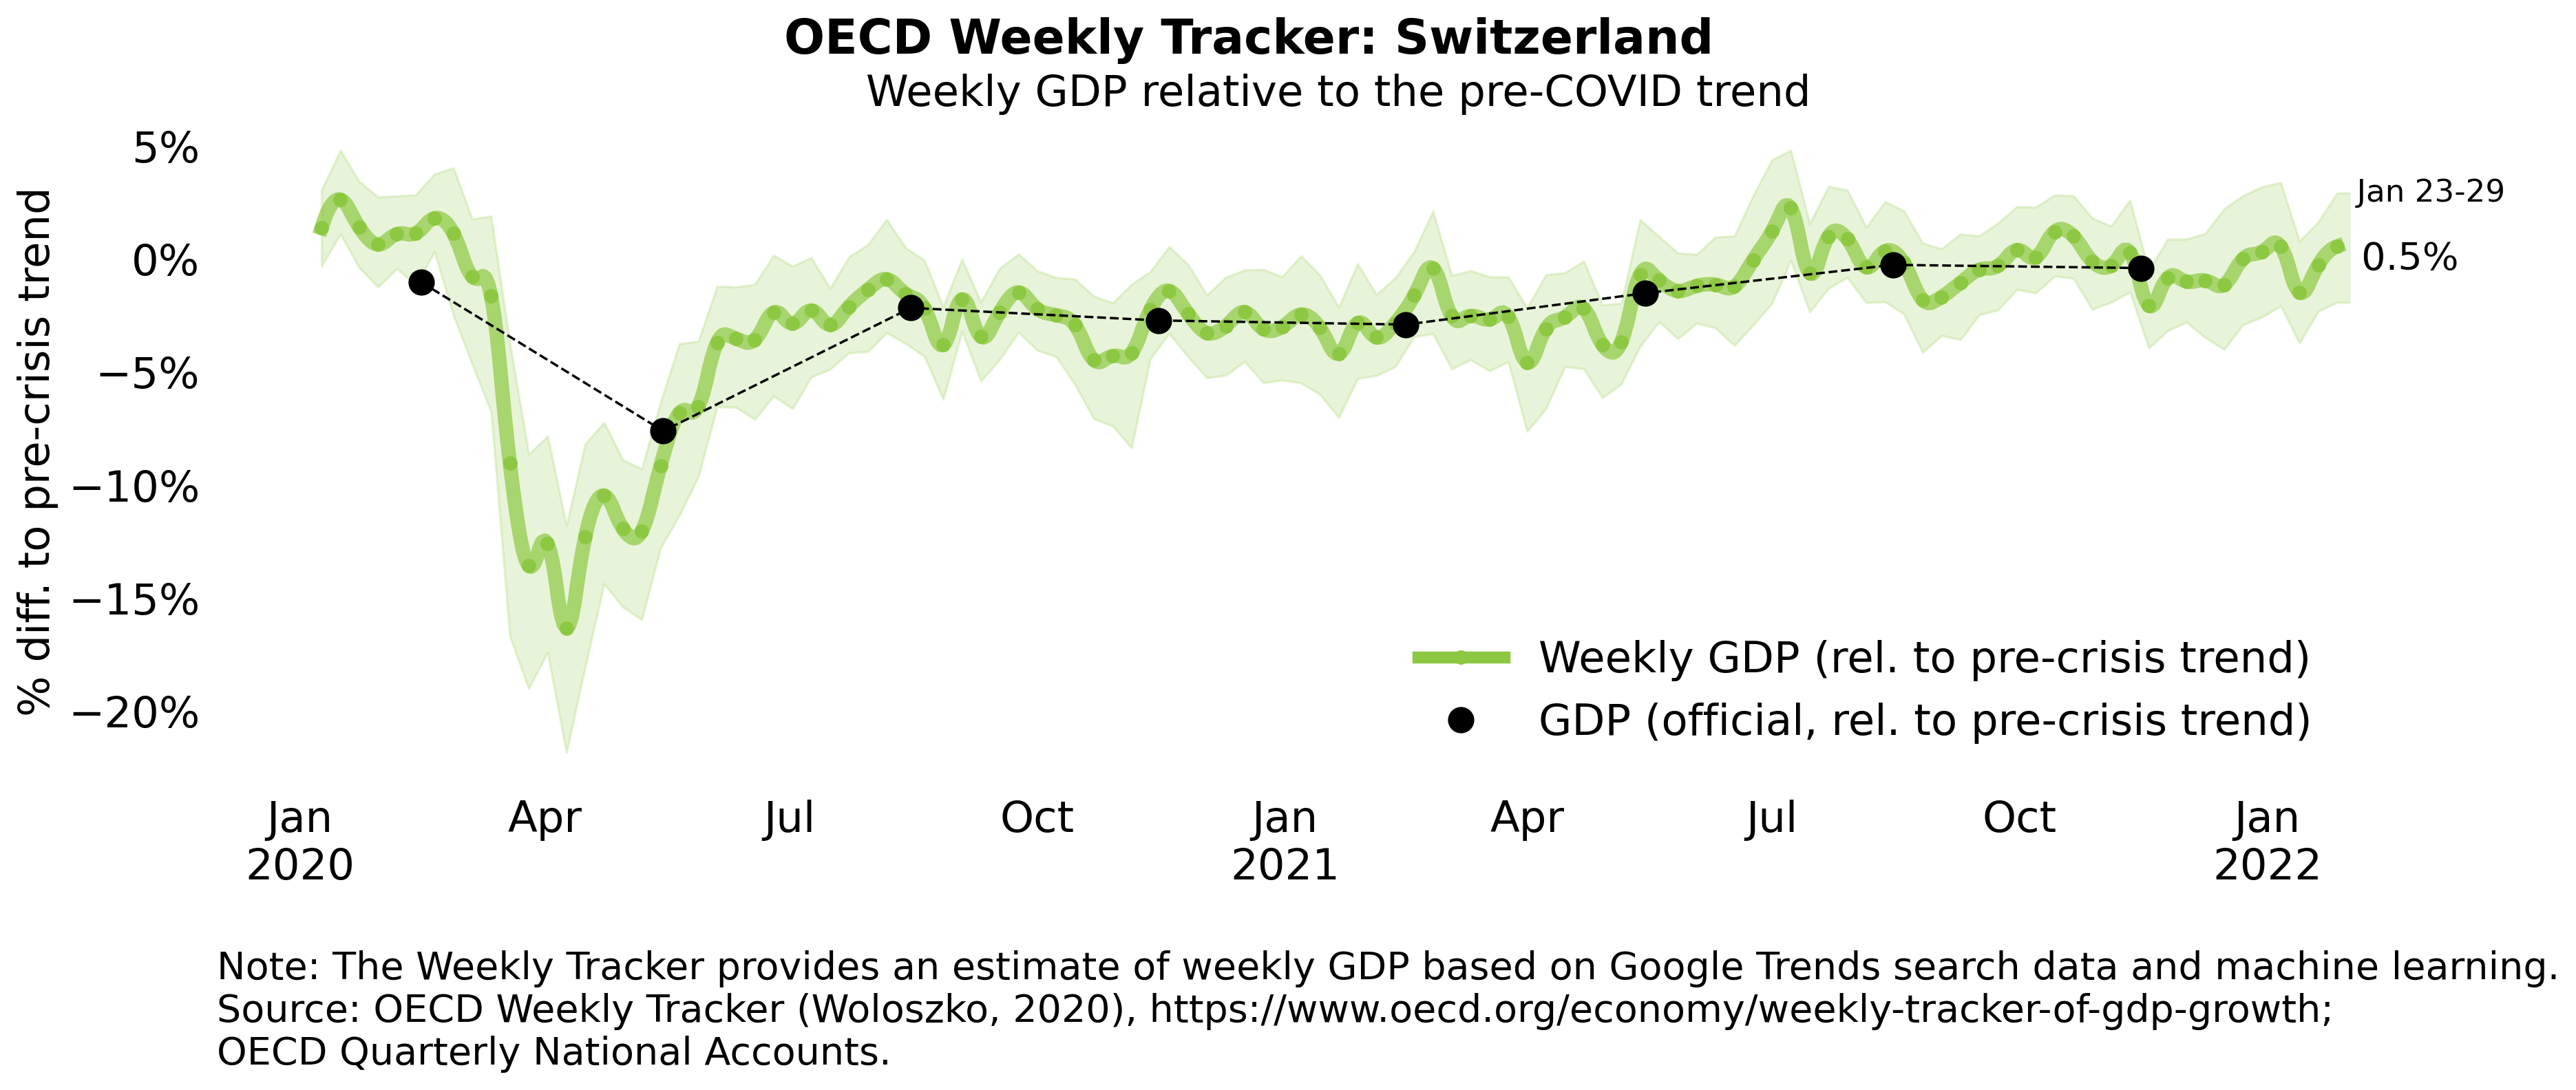 OECD Weekly Tracker: Switzerland
Weekly GDP relative to the pre-COVID trend
% diff. to pre-crisis trend
5%
0%
−5%
−10%
−15%
−20%
Jan 23-29
0.5%
Weekly GDP (rel. to pre-crisis trend)
GDP (official, rel. to pre-crisis trend)
Jan Apr Jul Oct Jan Apr Jul Oct Jan
2020 2021 2022
Note: The Weekly Tracker provides an estimate of weekly GDP based on Google Trends search data and machine learning.
Source: OECD Weekly Tracker (Woloszko, 2020), https://www.oecd.org/economy/weekly-tracker-of-gdp-growth;
OECD Quarterly National Accounts.